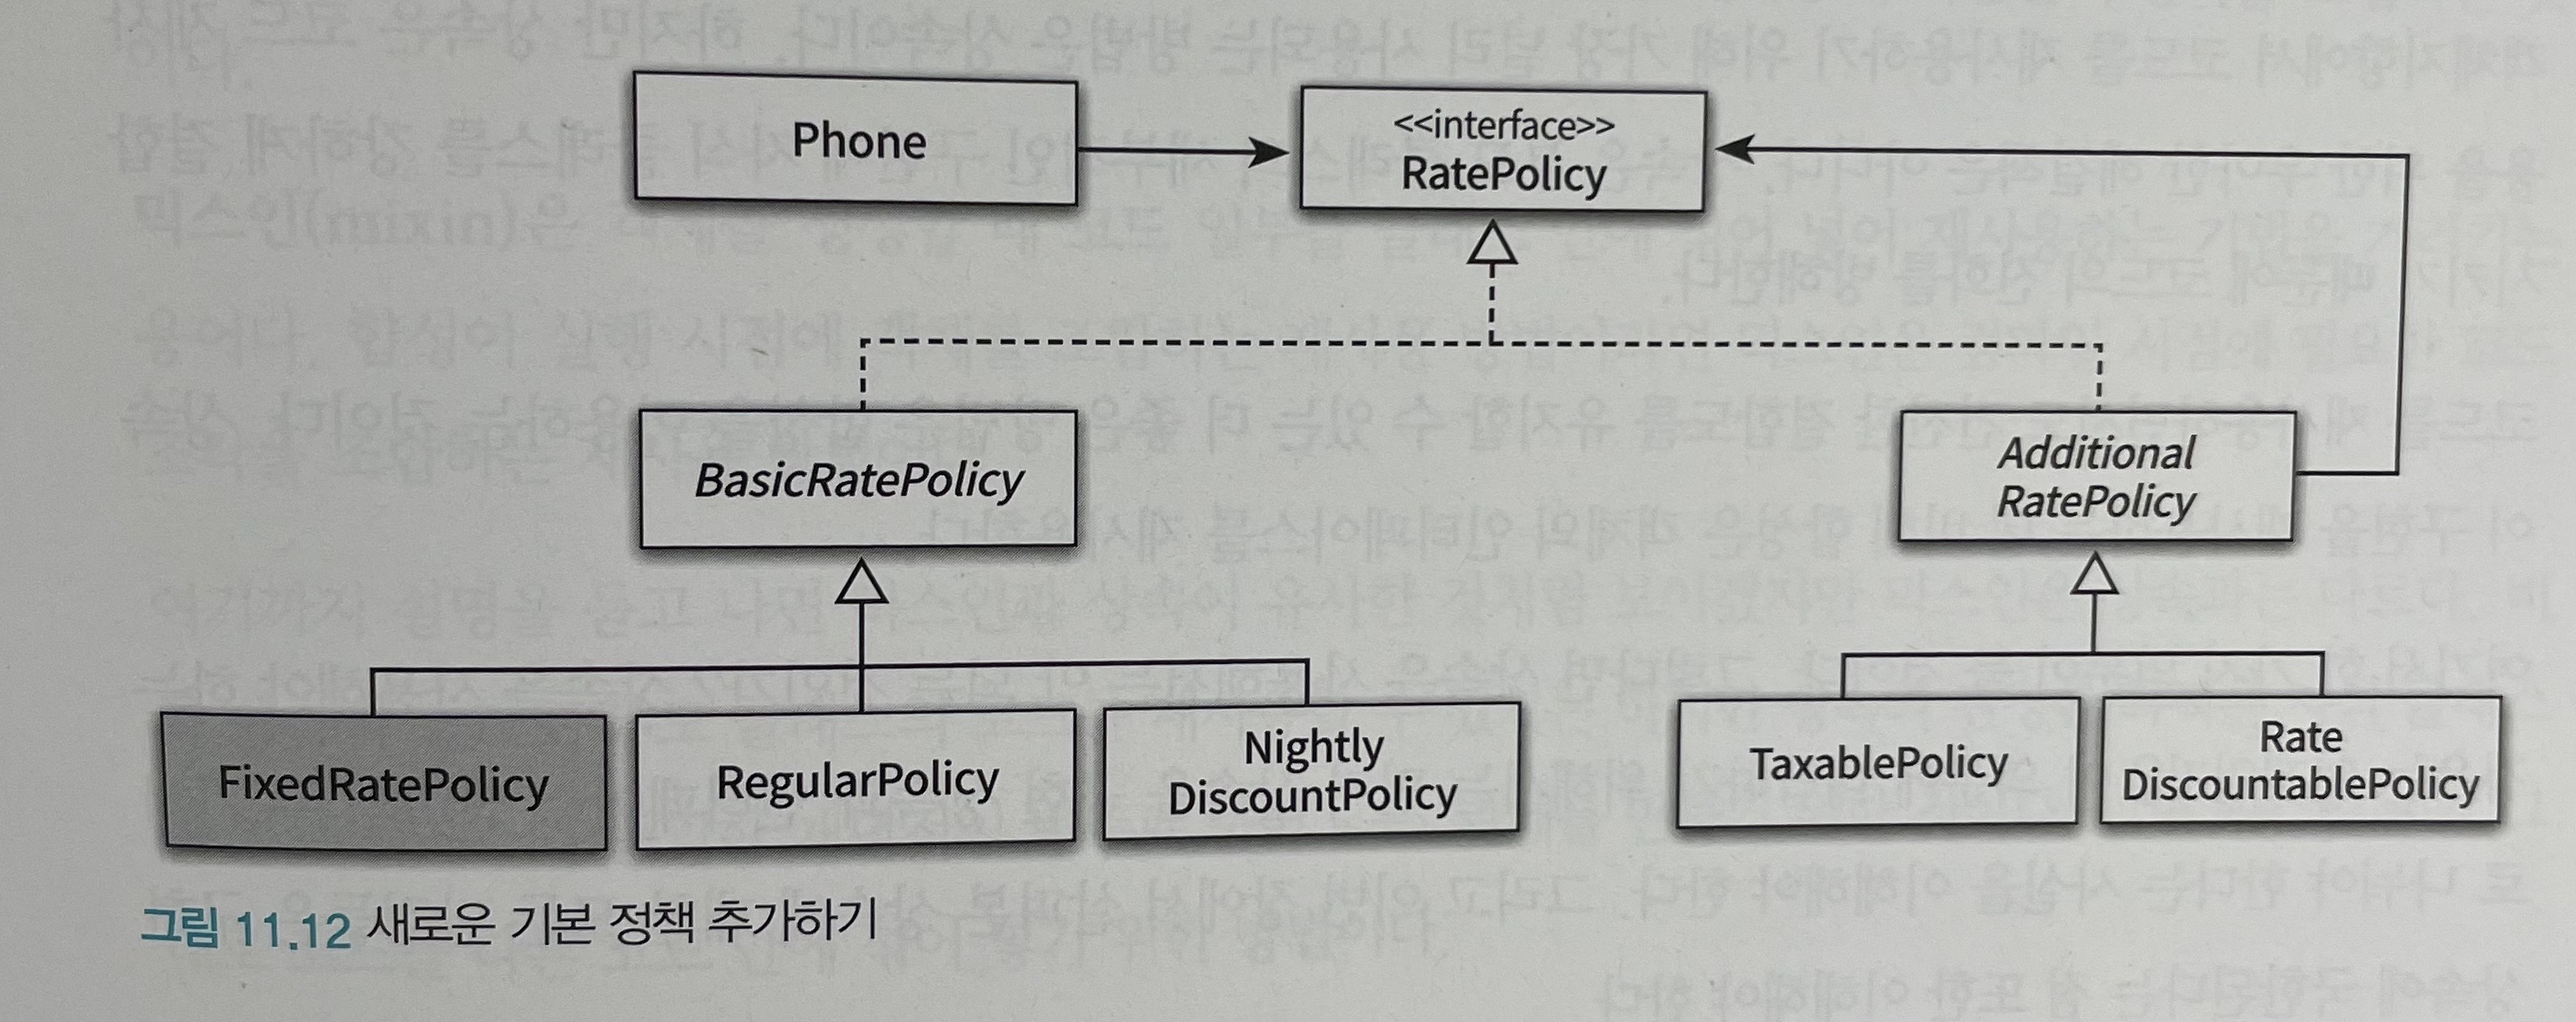 Phone
<<interface>>
RatePolicy
BasicRatePolicy
Additional
RatePolicy
FixedRatePolicy
RegularPolicy
Nightly
DiscountPolicy
TaxablePolicy
Rate
DiscountablePolicy
그림 11.12 새로운 기본 정책 추가하기